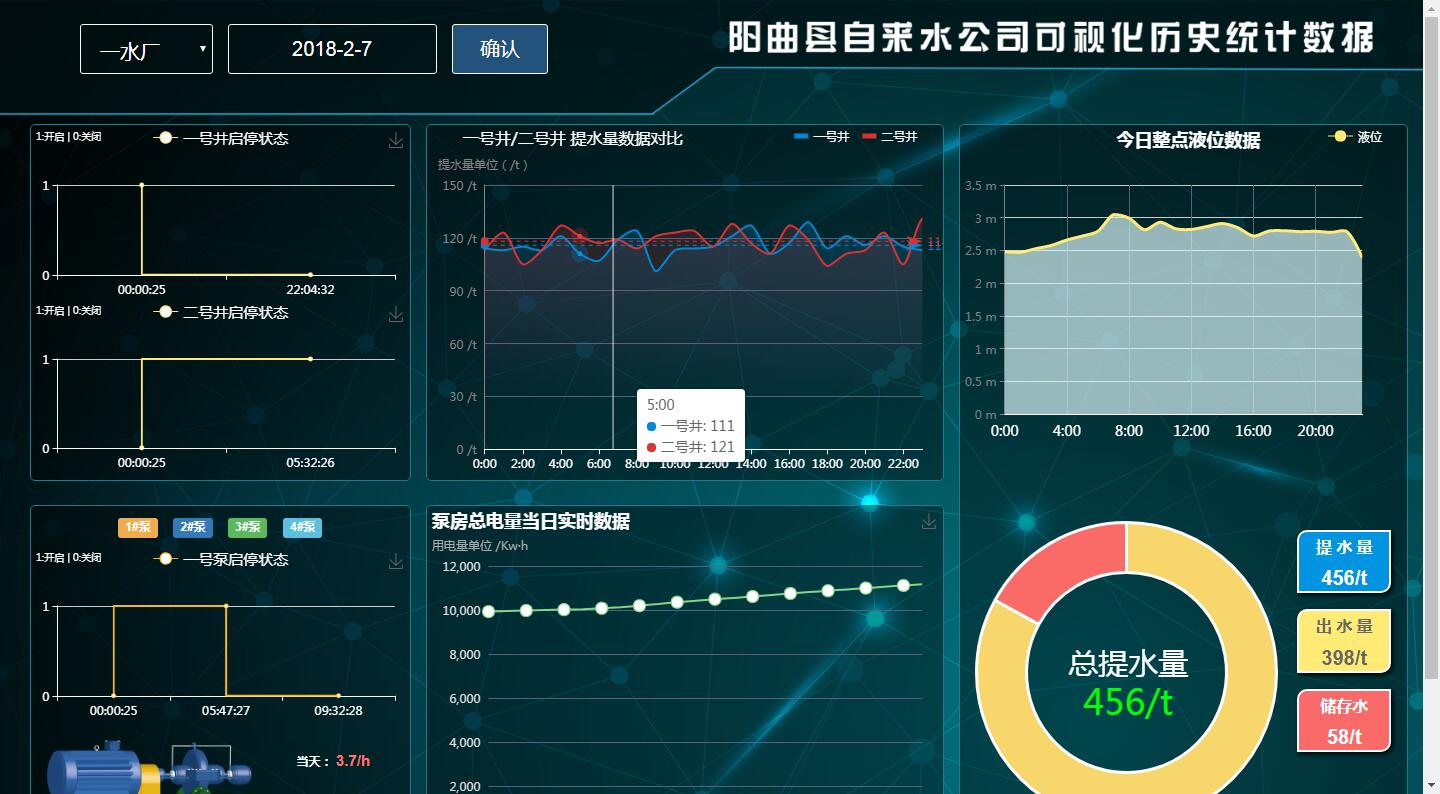 一水厂
2018-2-7
确认
阳曲县自来水公司可视化历史统计数据
1:开启 | 0:关闭
一号井启停状态
1
0
00:00:25
22:04:32
1:开启 | 0:关闭
二号井启停状态
1
0
00:00:25
05:32:26
一号井/二号井 提水量数据对比
一号井
二号井
提水量单位（/t ）
150 /t
120 /t
90 /t
60 /t
30 /t
0 /t
5:00
一号井: 111
二号井: 121
0:00 2:00 4:00 6:00 8:00 10:00 12:00 14:00 16:00 18:00 20:00 22:00
今日整点液位数据
液位
3.5 m
3 m
2.5 m
2 m
1.5 m
1 m
0.5 m
0 m
0:00 4:00 8:00 12:00 16:00 20:00
1#泵 2#泵 3#泵 4#泵
1:开启 | 0:关闭
一号泵启停状态
1
0
00:00:25
05:47:27
09:32:28
当天： 3.7/h
泵房总电量当日实时数据
用电量单位 /Kw·h
12,000
10,000
8,000
6,000
4,000
2,000
总提水量
456/t
提 水 量
456/t
出 水 量
398/t
储存水
58/t